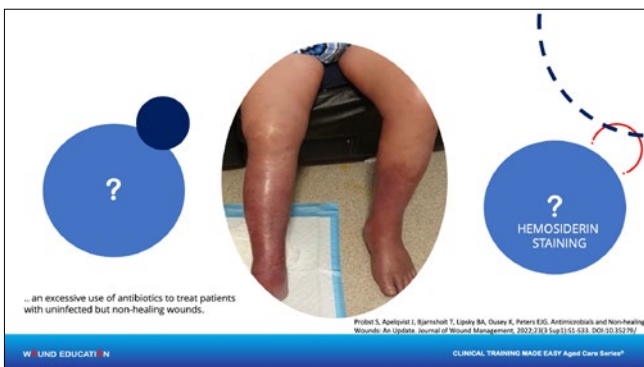 ?
?
HEMOSIDERIN
STAINING
.. an excessive use of antibiotics to treat patients
with uninfected but non-healing wounds.
Probst S, Apelqvist J, Bjarnsholt T, Lipsky BA, Ousey K, Peters EJG. Antimicrobials and Non-healing
Wounds: An Update. Journal of Wound Management, 2022;23(3 Sup1):S1-S33. DOI:10.35279/
WOUND EDUCATION
CLINICAL TRAINING MADE EASY Aged Care Series®